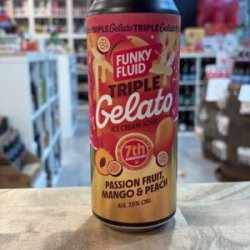 TRIPLE Gelato TRIPLE Gelato
FUNKY
FLUID
TRIPLE
Gelato
ICE CREAM SOUR
7th
PASSION FRUIT,
MANGO & PEACH
ALK. 7,5% OBJ.